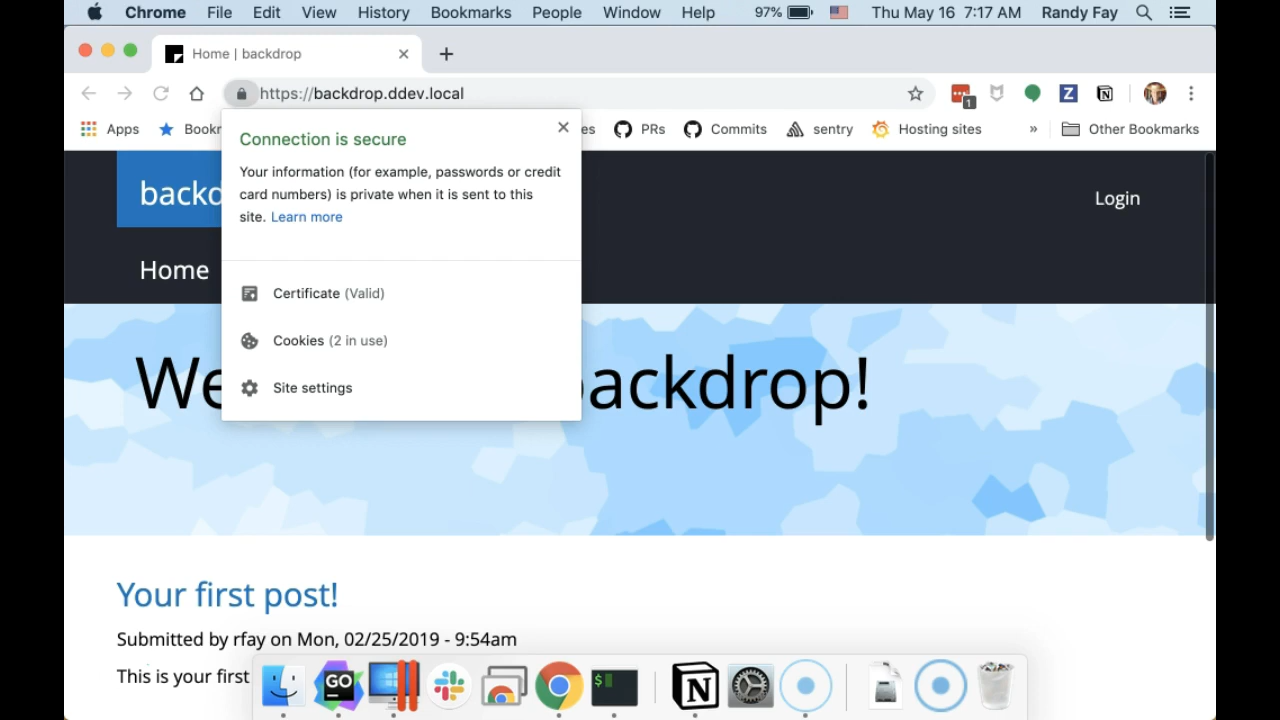 Chrome File Edit View History Bookmarks People Window Help 97% Thu May 16 7:17 AM Randy Fay
Home | backdrop
https://backdrop.ddev.local
1
Z
N
Apps Bookr es PRs Commits sentry Hosting sites » Other Bookmarks
Connection is secure
Your information (for example, passwords or credit
card numbers) is private when it is sent to this
site. Learn more
Certificate (Valid)
Cookies (2 in use)
Site settings
backd
Login
Home
We ackdrop!
Your first post!
Submitted by rfay on Mon, 02/25/2019 - 9:54am
This is your first
GO
$
N